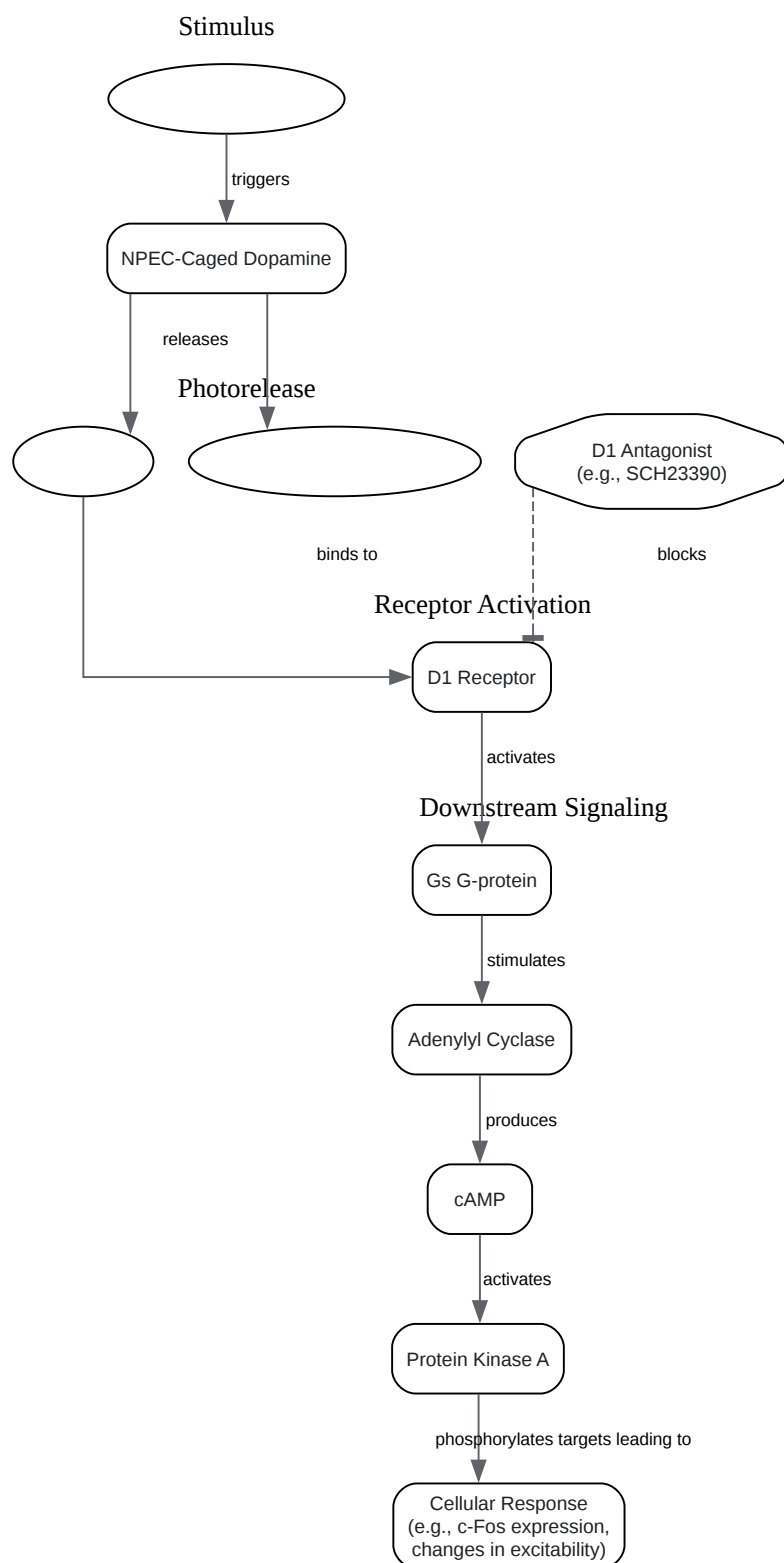 Stimulus
triggers
NPEC-Caged Dopamine
releases
Photorelease
D1 Antagonist
(e.g., SCH23390)
binds to
blocks
Receptor Activation
D1 Receptor
activates
Downstream Signaling
Gs G-protein
stimulates
Adenylyl Cyclase
produces
cAMP
activates
Protein Kinase A
phosphorylates targets leading to
Cellular Response
(e.g., c-Fos expression,
changes in excitability)